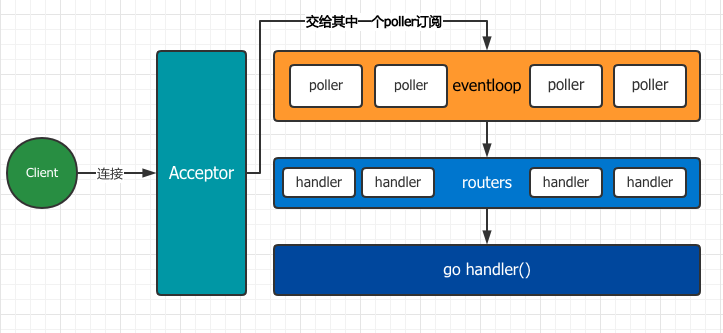 交给其中一个poller订阅
poller
poller
eventloop
poller
poller
Client
连接
Acceptor
handler
handler
routers
handler
handler
go handler()